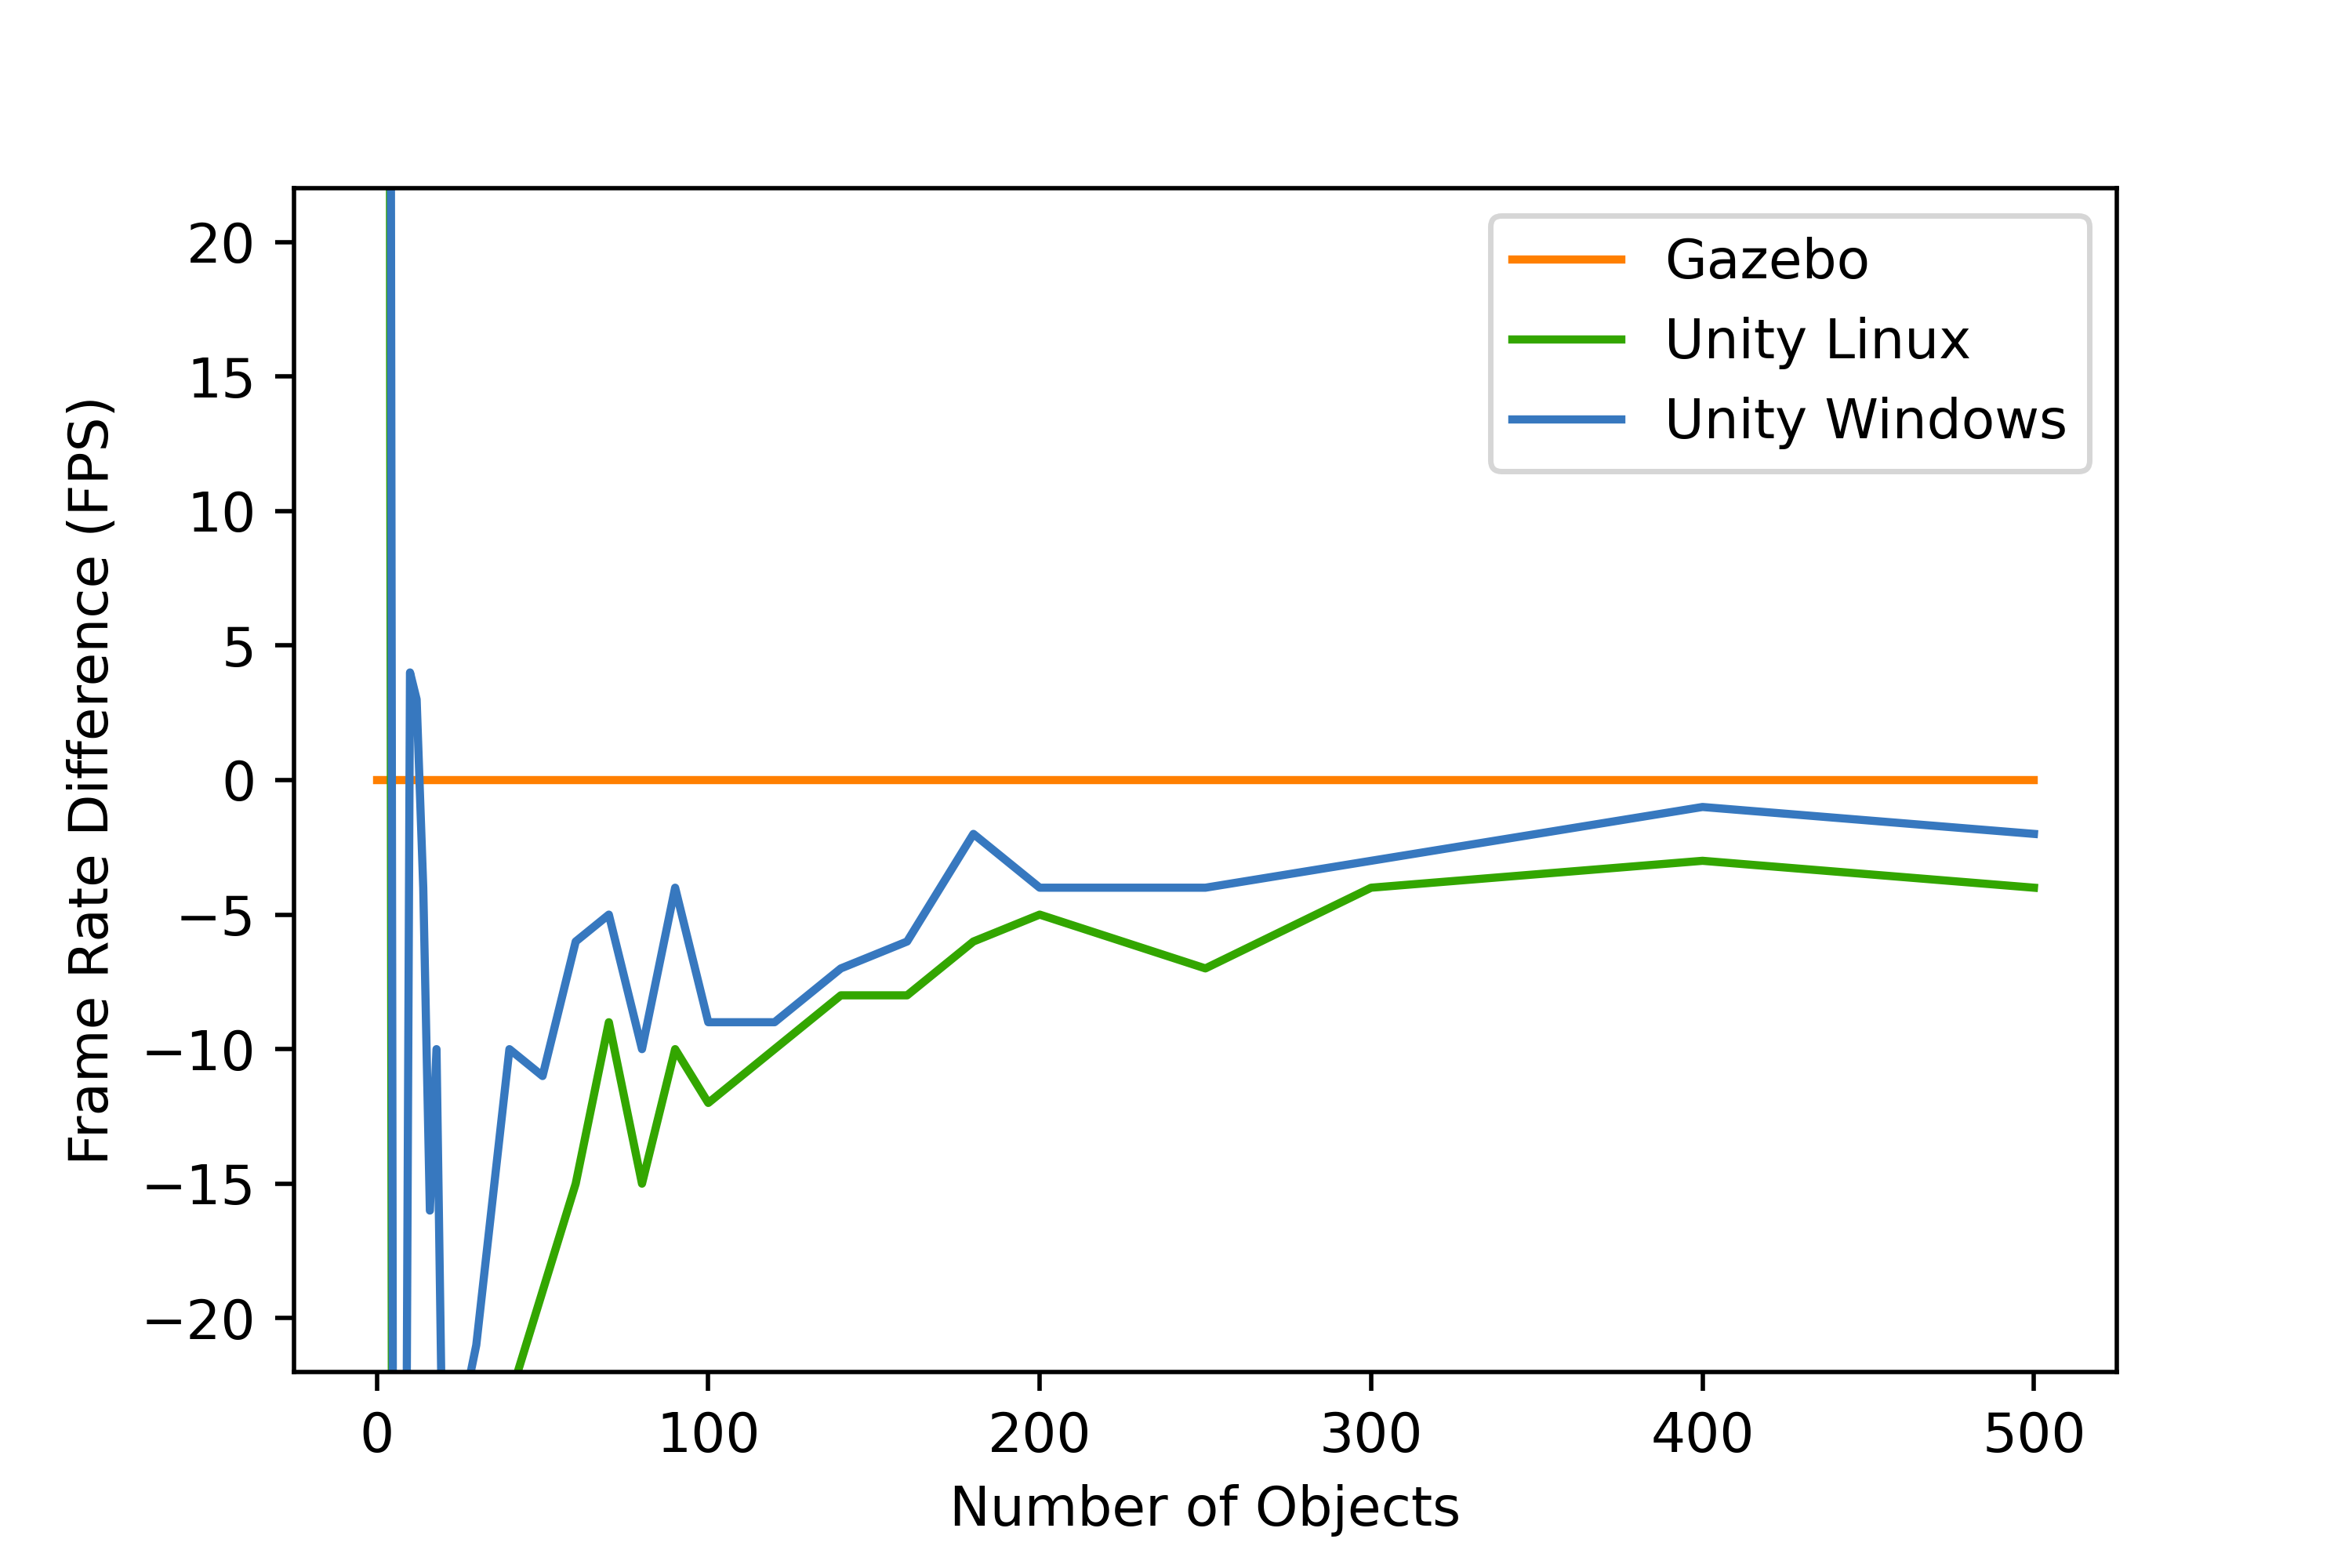 Gazebo
Unity Linux
Unity Windows
Frame Rate Difference (FPS)
20
15
10
5
0
−5
−10
−15
−20
0 100 200 300 400 500
Number of Objects